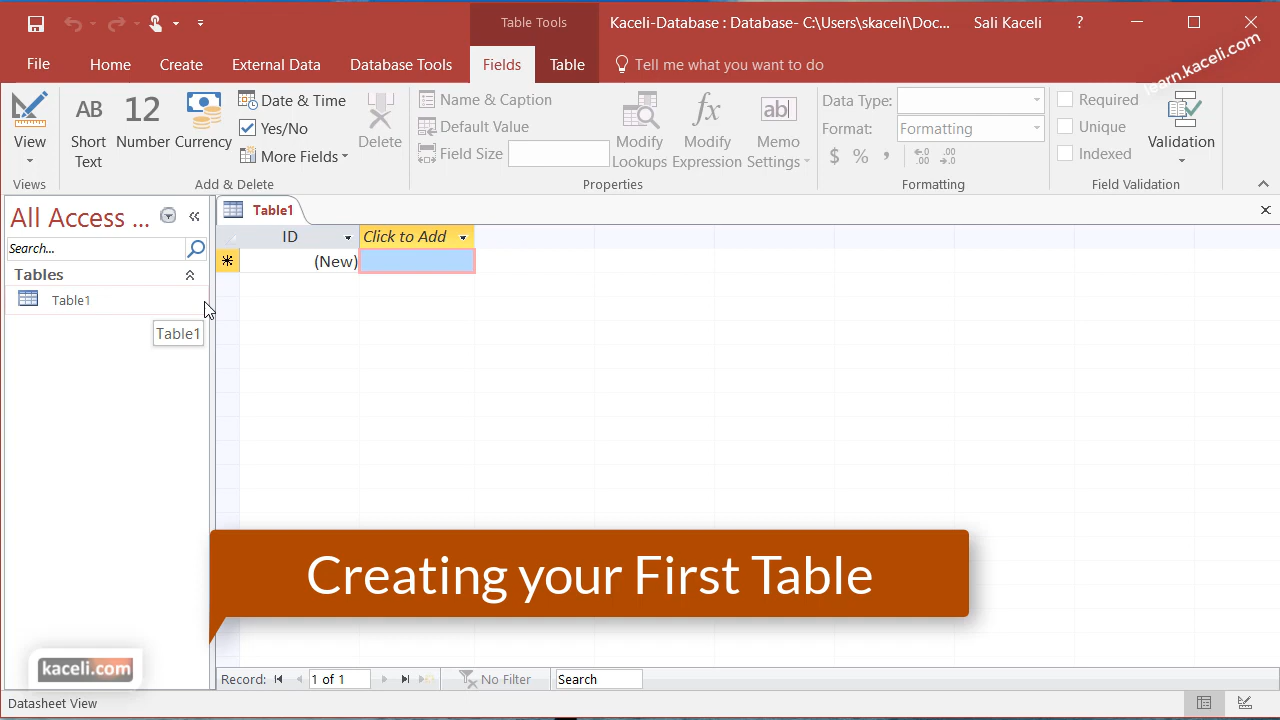 Table Tools
Kaceli-Database : Database- C:\Users\skaceli\Doc...
Sali Kaceli
?
learn.kaceli.com
File
Home
Create
External Data
Database Tools
Fields
Table
Tell me what you want to do
View
AB
Short
Text
12
Number
Currency
Date & Time
Yes/No
More Fields
Delete
Name & Caption
Default Value
Field Size
Modify
Lookups
fx
Modify
Expression
ab|
Memo
Settings
Data Type:
Format:
Formatting
$ % ,
Required
Unique
Indexed
Validation
Views
Add & Delete
Properties
Formatting
Field Validation
All Access ...
Search...
Tables
Table1
Table1
Table1
ID
Click to Add
(New)
Creating your First Table
kaceli.com
Record:
1 of 1
No Filter
Search
Datasheet View